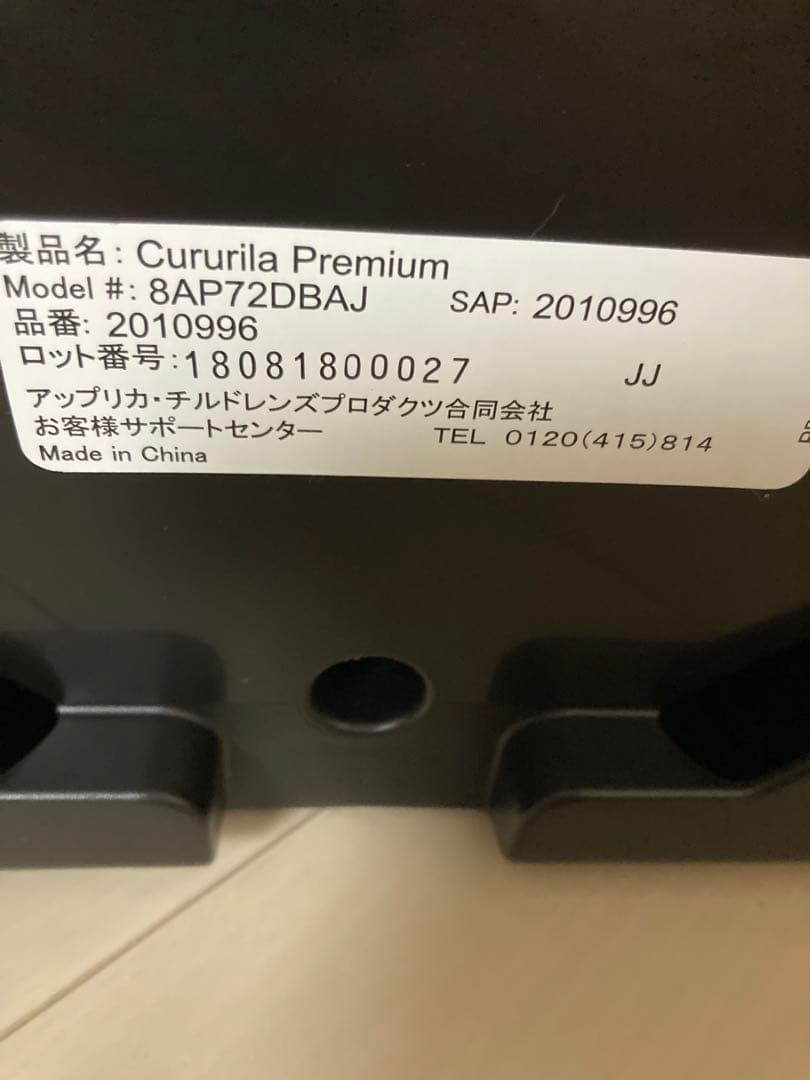 製品名: Cururila Premium
Model #: 8AP72DBAJ SAP: 2010996
品番: 2010996
ロット番号:18081800027 JJ
アップリカ・チルドレンズプロダクツ合同会社
お客様サポートセンター TEL 0120(415)814
Made in China